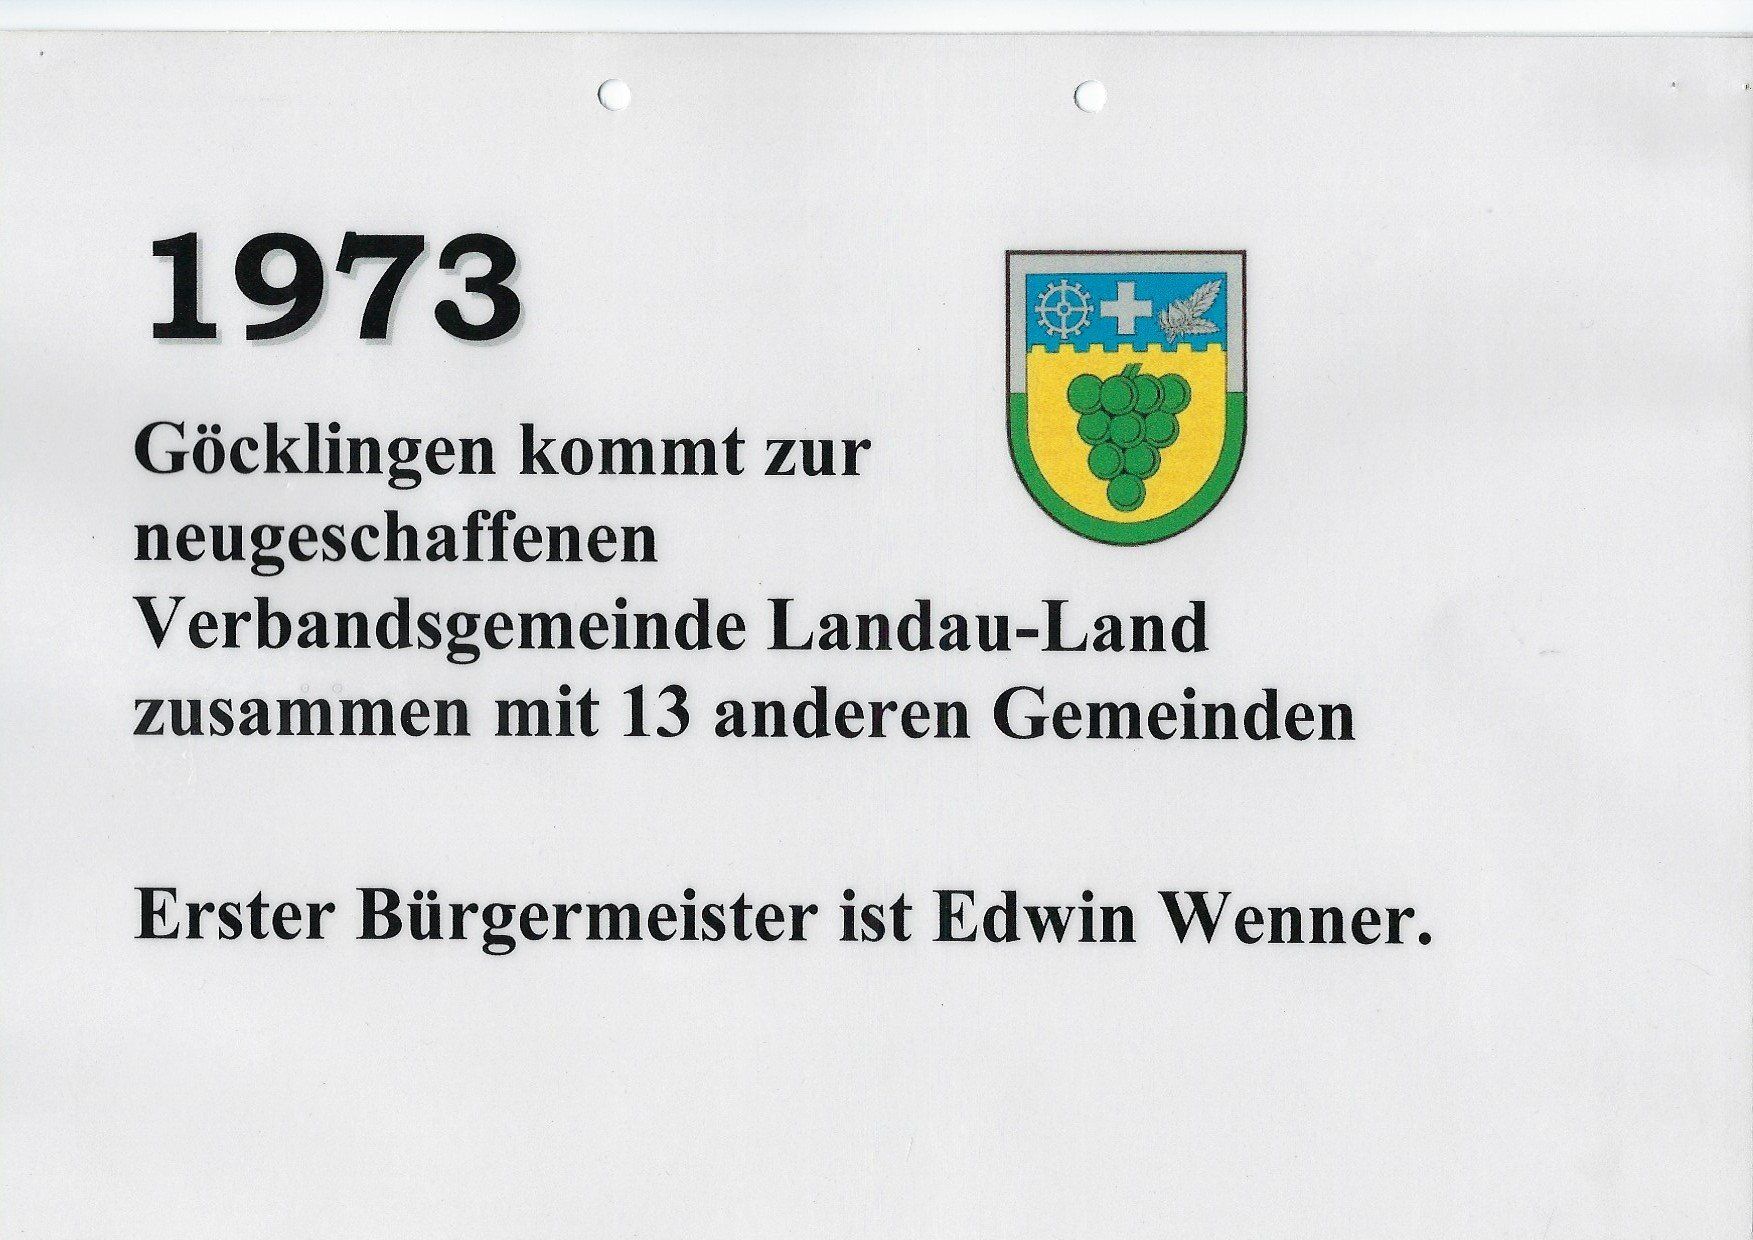 1973
Göcklingen kommt zur
neugeschaffenen
Verbandsgemeinde Landau-Land
zusammen mit 13 anderen Gemeinden
Erster Bürgermeister ist Edwin Wenner.